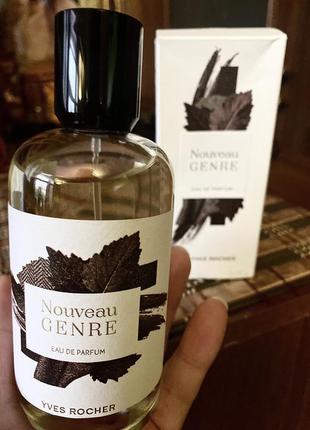 Nouveau
GENRE
EAU DE PARFUM
YVES ROCHER
Nouveau
GENRE
EAU DE PARFUM
YVES ROCHER